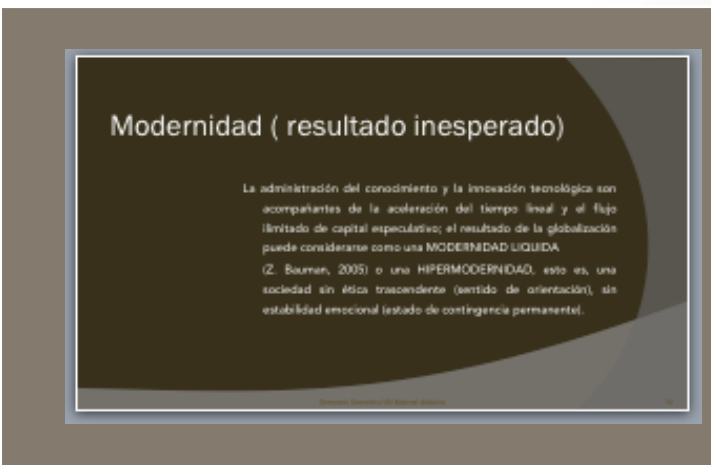 Modernidad ( resultado inesperado)
La administración del conocimiento y la innovación tecnológica son
acompañantes de la aceleración del tiempo lineal y el flujo
ilimitado de capital especulativo; el resultado de la globalización
puede considerarse como una MODERNIDAD LIQUIDA
(Z. Bauman, 2005) o una HIPERMODERNIDAD, esto es, una
sociedad sin ética trascendente (sentido de orientación), sin
estabilidad emocional (estado de contingencia permanente).